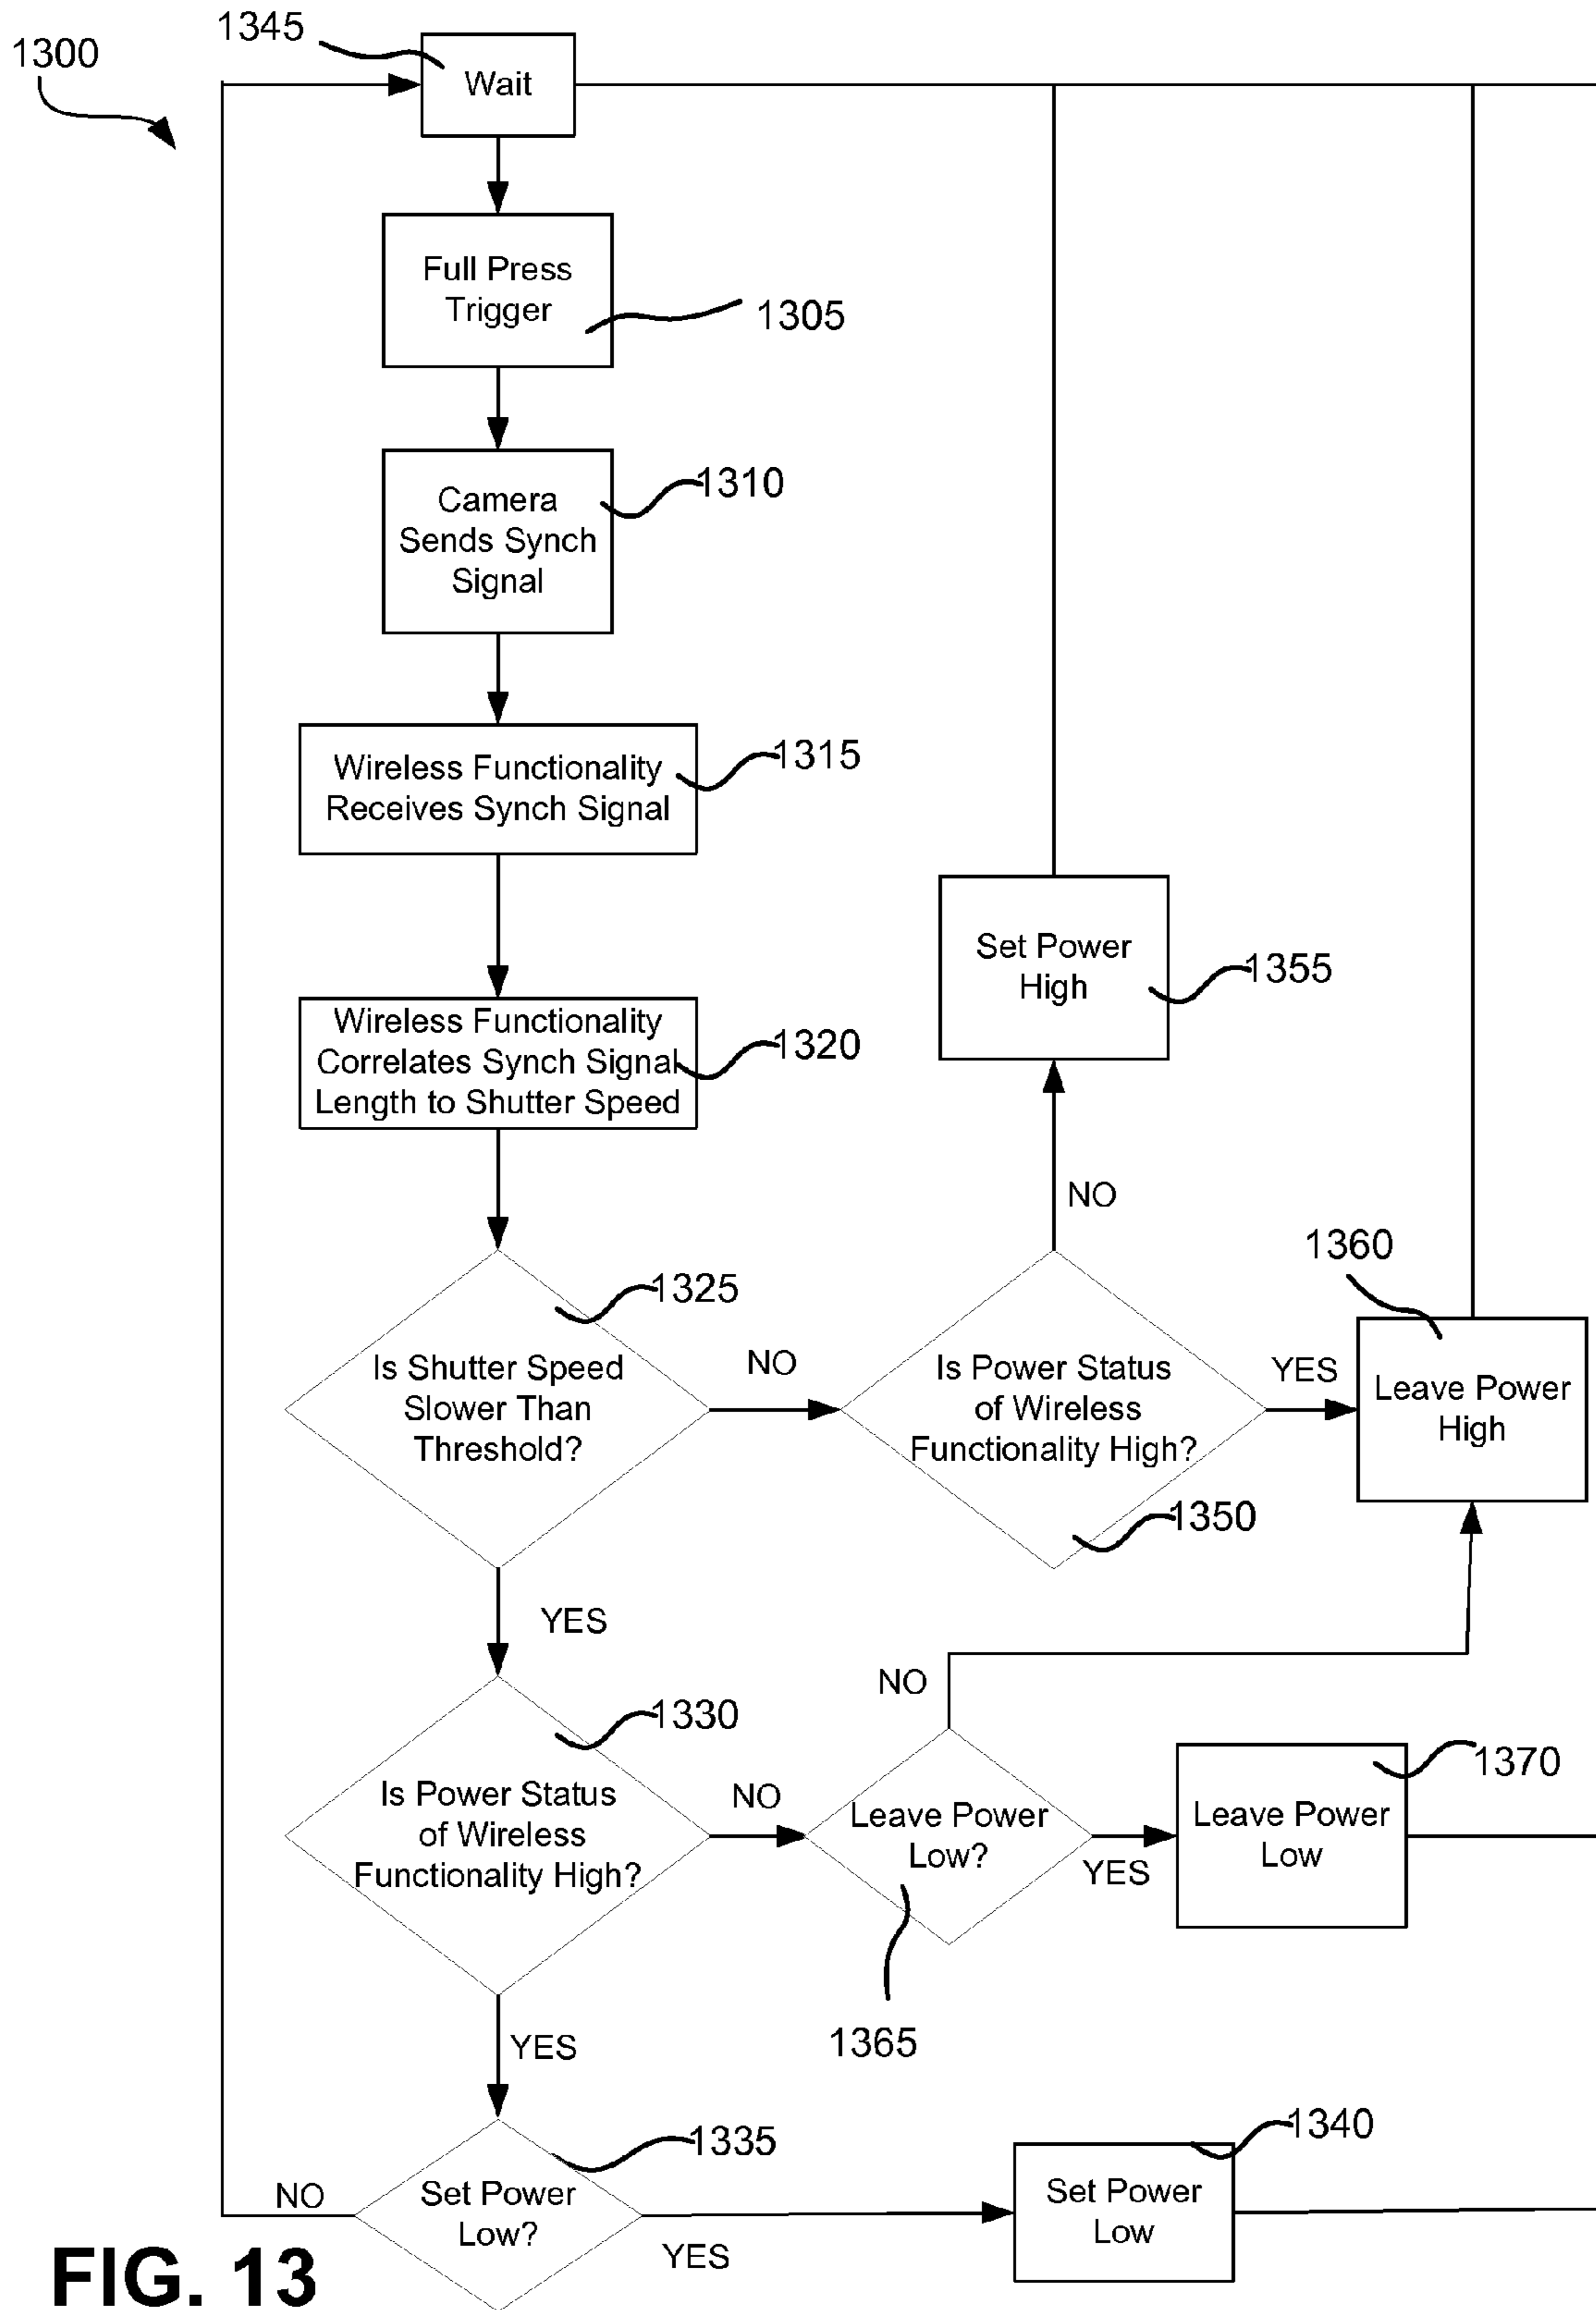 1300
1345
Wait
Full Press
Trigger
1305
Camera
Sends Synch
Signal
1310
Wireless Functionality
Receives Synch Signal
1315
Wireless Functionality
Correlates Synch Signal
Length to Shutter Speed
1320
Set Power
High
1355
NO
1325
Is Shutter Speed
Slower Than
Threshold?
NO
Is Power Status
of Wireless
Functionality High?
1350
YES
1360
Leave Power
High
YES
1330
Is Power Status
of Wireless
Functionality High?
NO
NO
Leave Power
Low?
1365
YES
Leave Power
Low
1370
YES
1335
Set Power
Low?
NO
YES
1340
Set Power
Low
FIG. 13